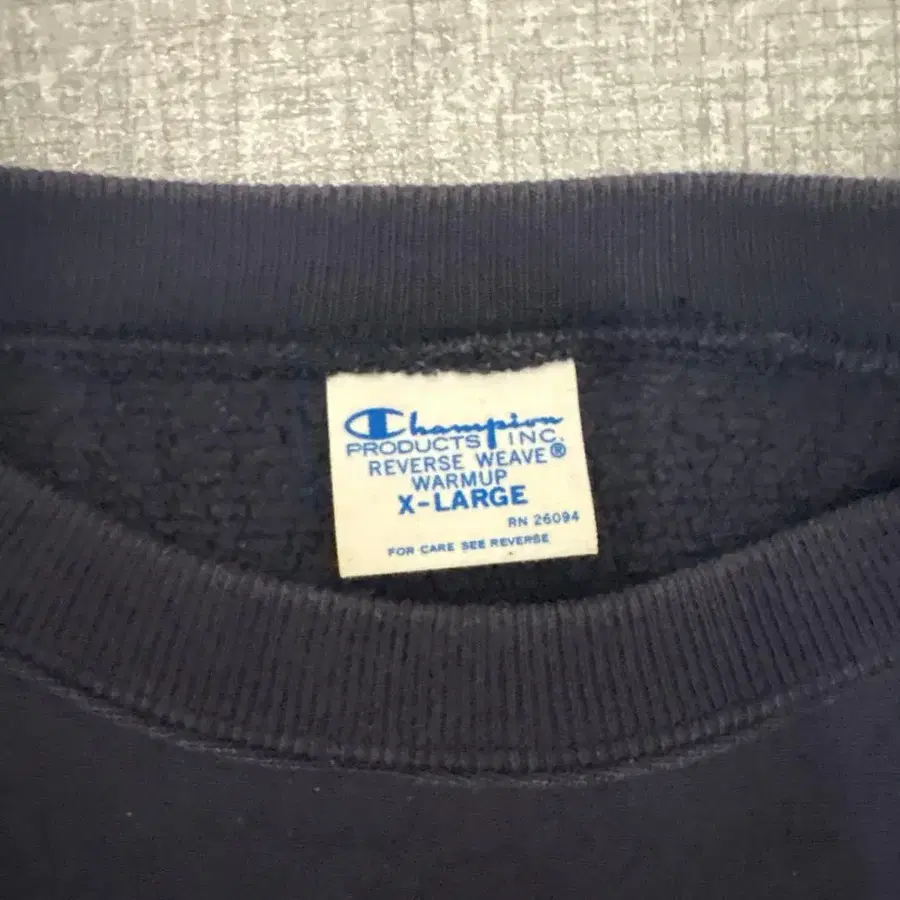 Champion
PRODUCTS INC.
REVERSE WEAVE®
WARMUP
X-LARGE
RN 26094
FOR CARE SEE REVERSE